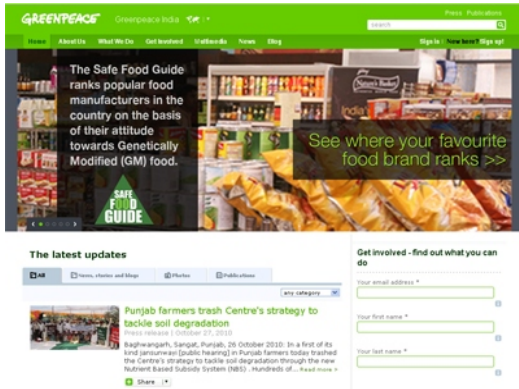 GREENPEACE Greenpeace India
Press Publications
search
Home About Us What We Do Get Involved Multimedia News Blog Sign in New here? Sign up!
The Safe Food Guide
ranks popular food
manufacturers in the
country on the basis
of their attitude
towards Genetically
Modified (GM) food.
SAFE
FOOD
GUIDE
Nature's Basket
India
See where your favourite
food brand ranks >>
The latest updates
All News, stories and blogs Photos Publications
any category
Punjab farmers trash Centre's strategy to
tackle soil degradation
Press release | October 27, 2010
Baghwangarh, Sangat, Punjab, 26 October 2010: In a first of its
kind jansunwayi [public hearing] in Punjab farmers today trashed
the Centre's strategy to tackle soil degradation through the new
Nutrient Based Subsidy System (NBS) . Hundreds of... Read more >
Share
Get involved - find out what you can
do
Your email address *
Your first name *
Your last name *